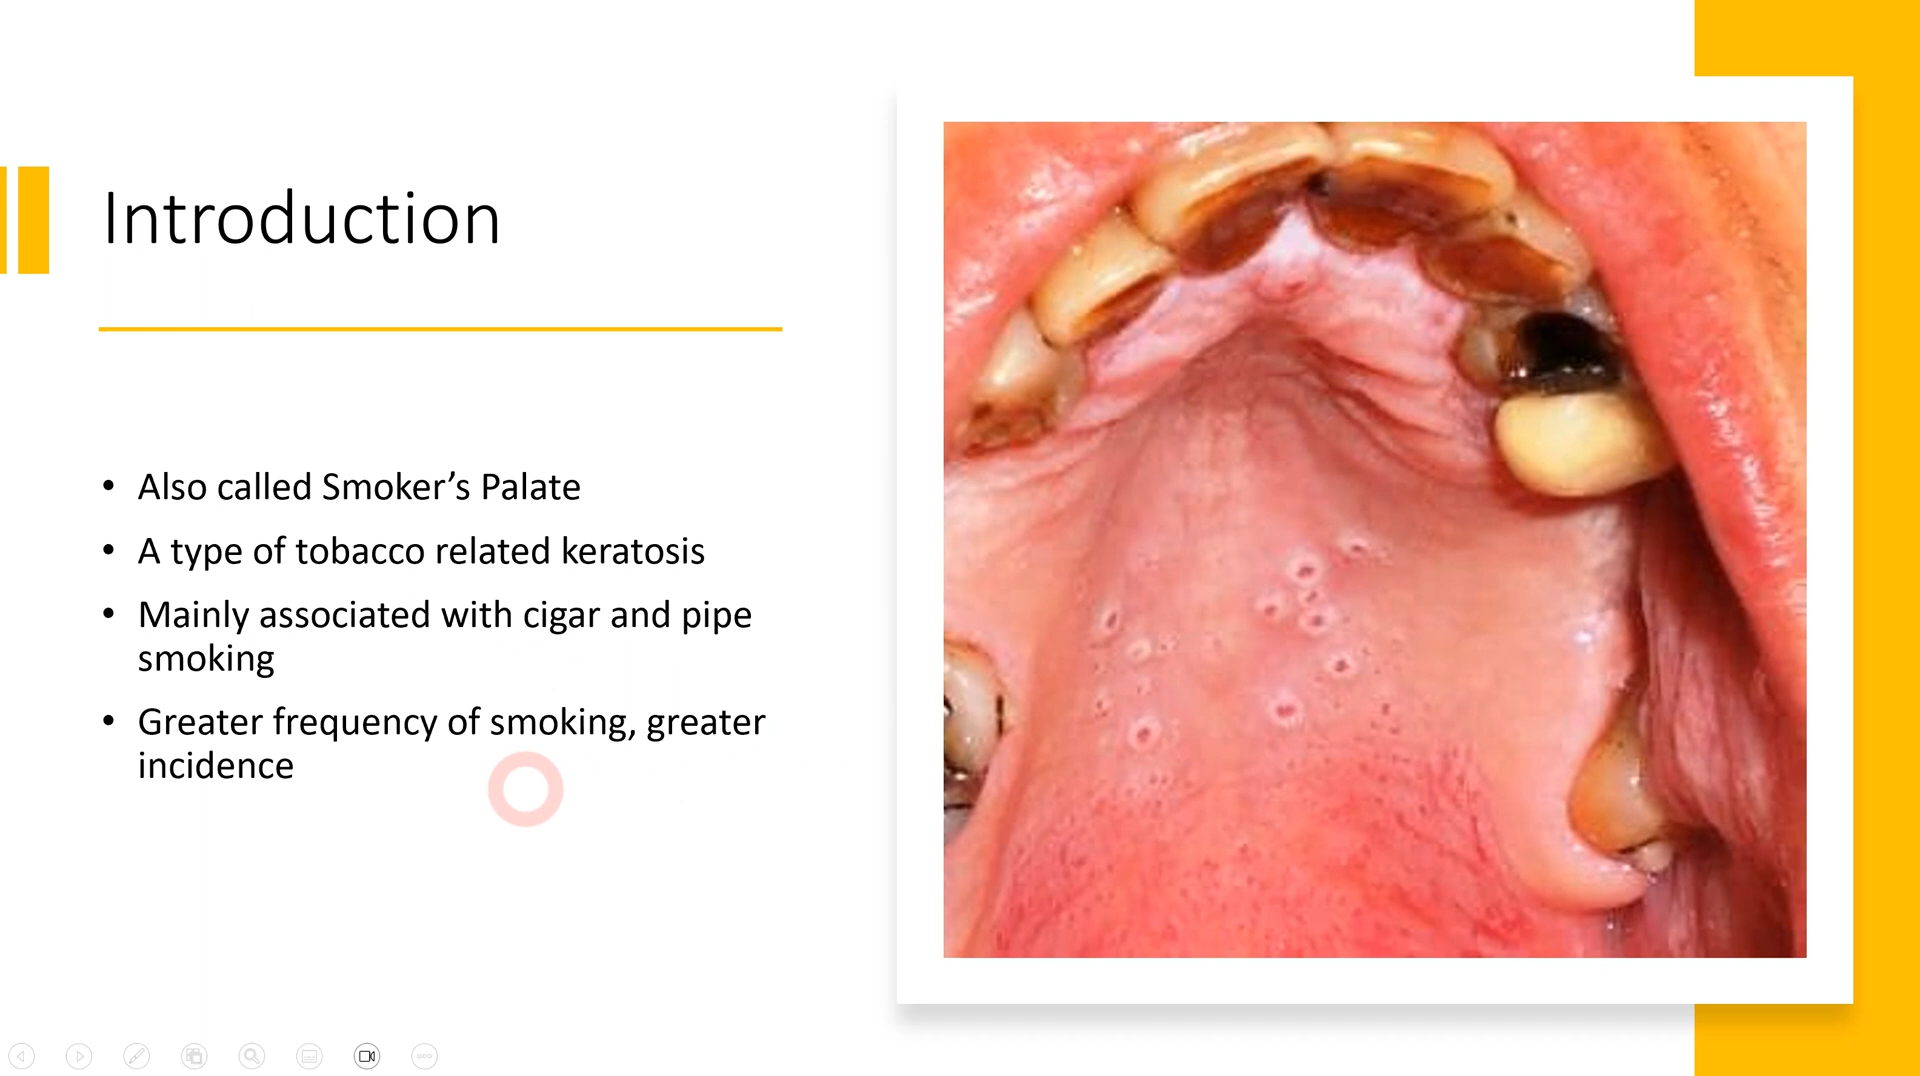 Introduction
• Also called Smoker’s Palate
• A type of tobacco related keratosis
• Mainly associated with cigar and pipe
smoking
• Greater frequency of smoking, greater
incidence